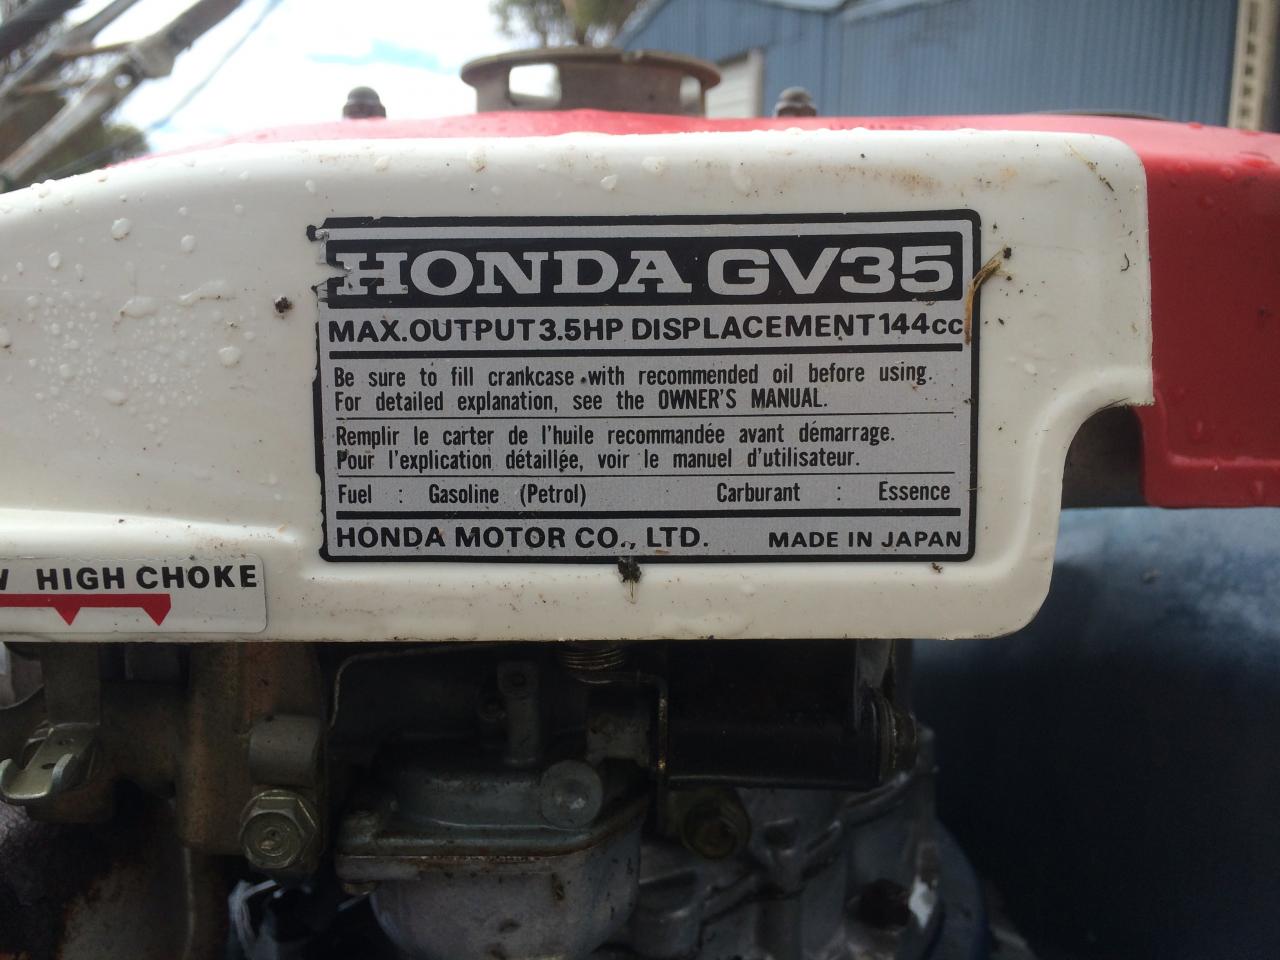 HONDA GV35
MAX.OUTPUT 3.5HP DISPLACEMENT 144cc
Be sure to fill crankcase with recommended oil before using.
For detailed explanation, see the OWNER'S MANUAL.
Remplir le carter de l'huile recommandée avant démarrage.
Pour l'explication détaillée, voir le manuel d'utilisateur.
Fuel : Gasoline (Petrol) Carburant : Essence
HONDA MOTOR CO., LTD. MADE IN JAPAN
HIGH CHOKE